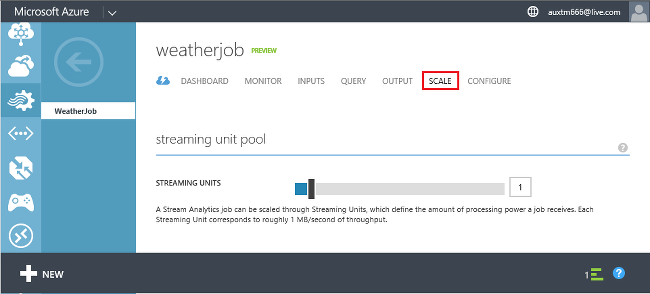 Microsoft Azure
auxtm666@live.com
weatherjob PREVIEW
DASHBOARD MONITOR INPUTS QUERY OUTPUT SCALE CONFIGURE
WeatherJob
streaming unit pool
?
STREAMING UNITS 1
A Stream Analytics job can be scaled through Streaming Units, which define the amount of processing power a job receives. Each
Streaming Unit corresponds to roughly 1 MB/second of throughput.
NEW 1 ?